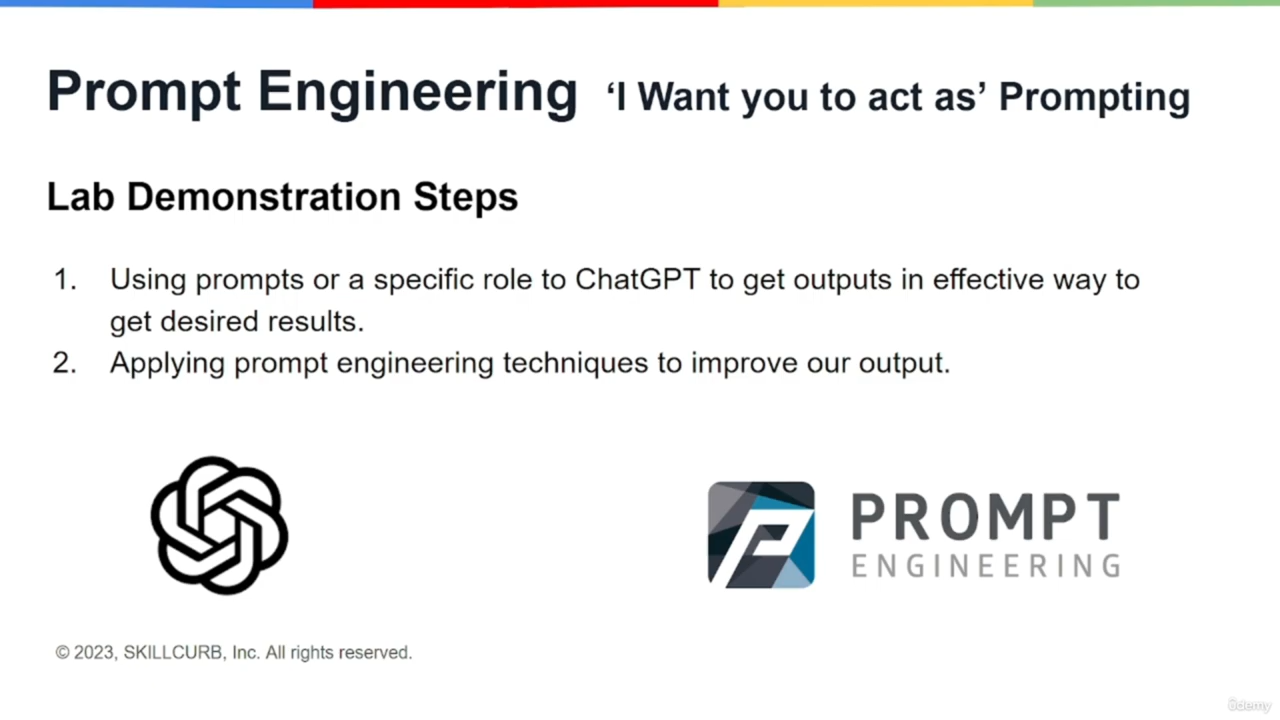 Prompt Engineering ‘I Want you to act as’ Prompting
Lab Demonstration Steps
1. Using prompts or a specific role to ChatGPT to get outputs in effective way to
get desired results.
2. Applying prompt engineering techniques to improve our output.
PROMPT
ENGINEERING
© 2023, SKILLCURB, Inc. All rights reserved.
ûdemy